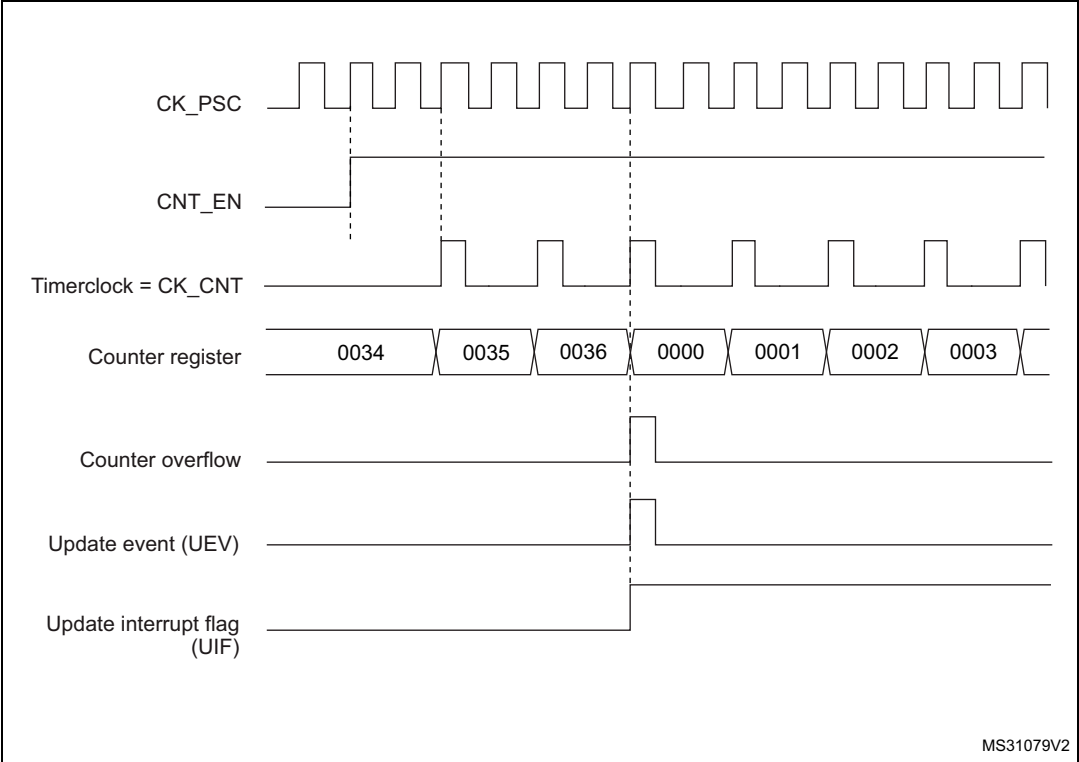 CK_PSC
CNT_EN
Timerclock = CK_CNT
Counter register 0034 0035 0036 0000 0001 0002 0003
Counter overflow
Update event (UEV)
Update interrupt flag
(UIF)
MS31079V2